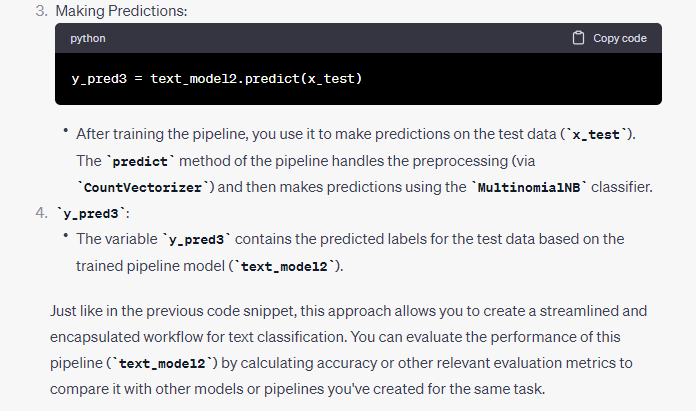 3. Making Predictions:
python Copy code
y_pred3 = text_model2.predict(x_test)
• After training the pipeline, you use it to make predictions on the test data (`x_test`).
The `predict` method of the pipeline handles the preprocessing (via
`CountVectorizer`) and then makes predictions using the `MultinomialNB` classifier.
4. `y_pred3`:
• The variable `y_pred3` contains the predicted labels for the test data based on the
trained pipeline model (`text_model2`).
Just like in the previous code snippet, this approach allows you to create a streamlined and
encapsulated workflow for text classification. You can evaluate the performance of this
pipeline (`text_model2`) by calculating accuracy or other relevant evaluation metrics to
compare it with other models or pipelines you've created for the same task.